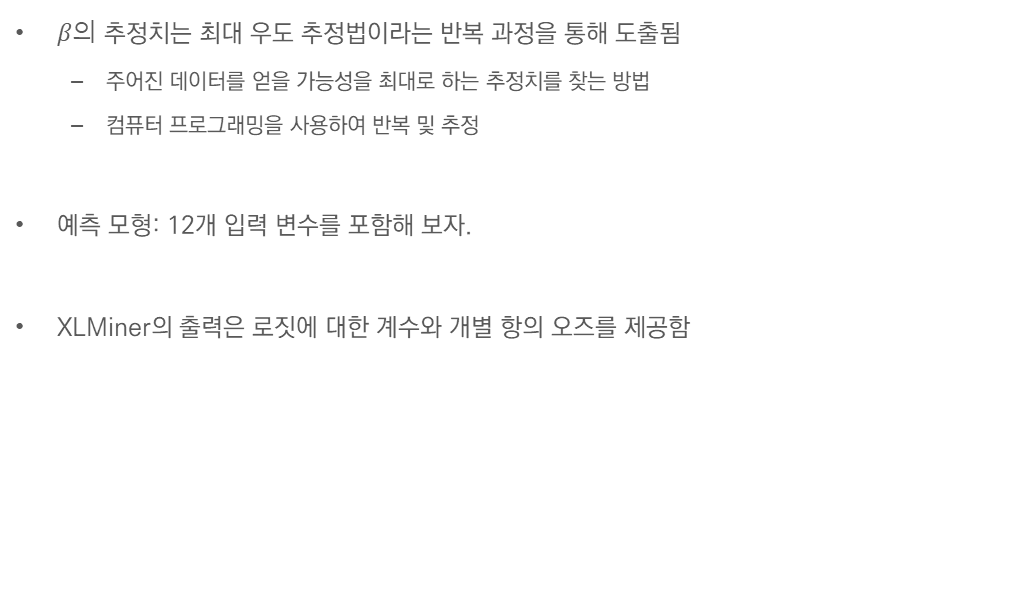 • β의 추정치는 최대 우도 추정법이라는 반복 과정을 통해 도출됨
– 주어진 데이터를 얻을 가능성을 최대로 하는 추정치를 찾는 방법
– 컴퓨터 프로그래밍을 사용하여 반복 및 추정
• 예측 모형: 12개 입력 변수를 포함해 보자.
• XLMiner의 출력은 로짓에 대한 계수와 개별 항의 오즈를 제공함